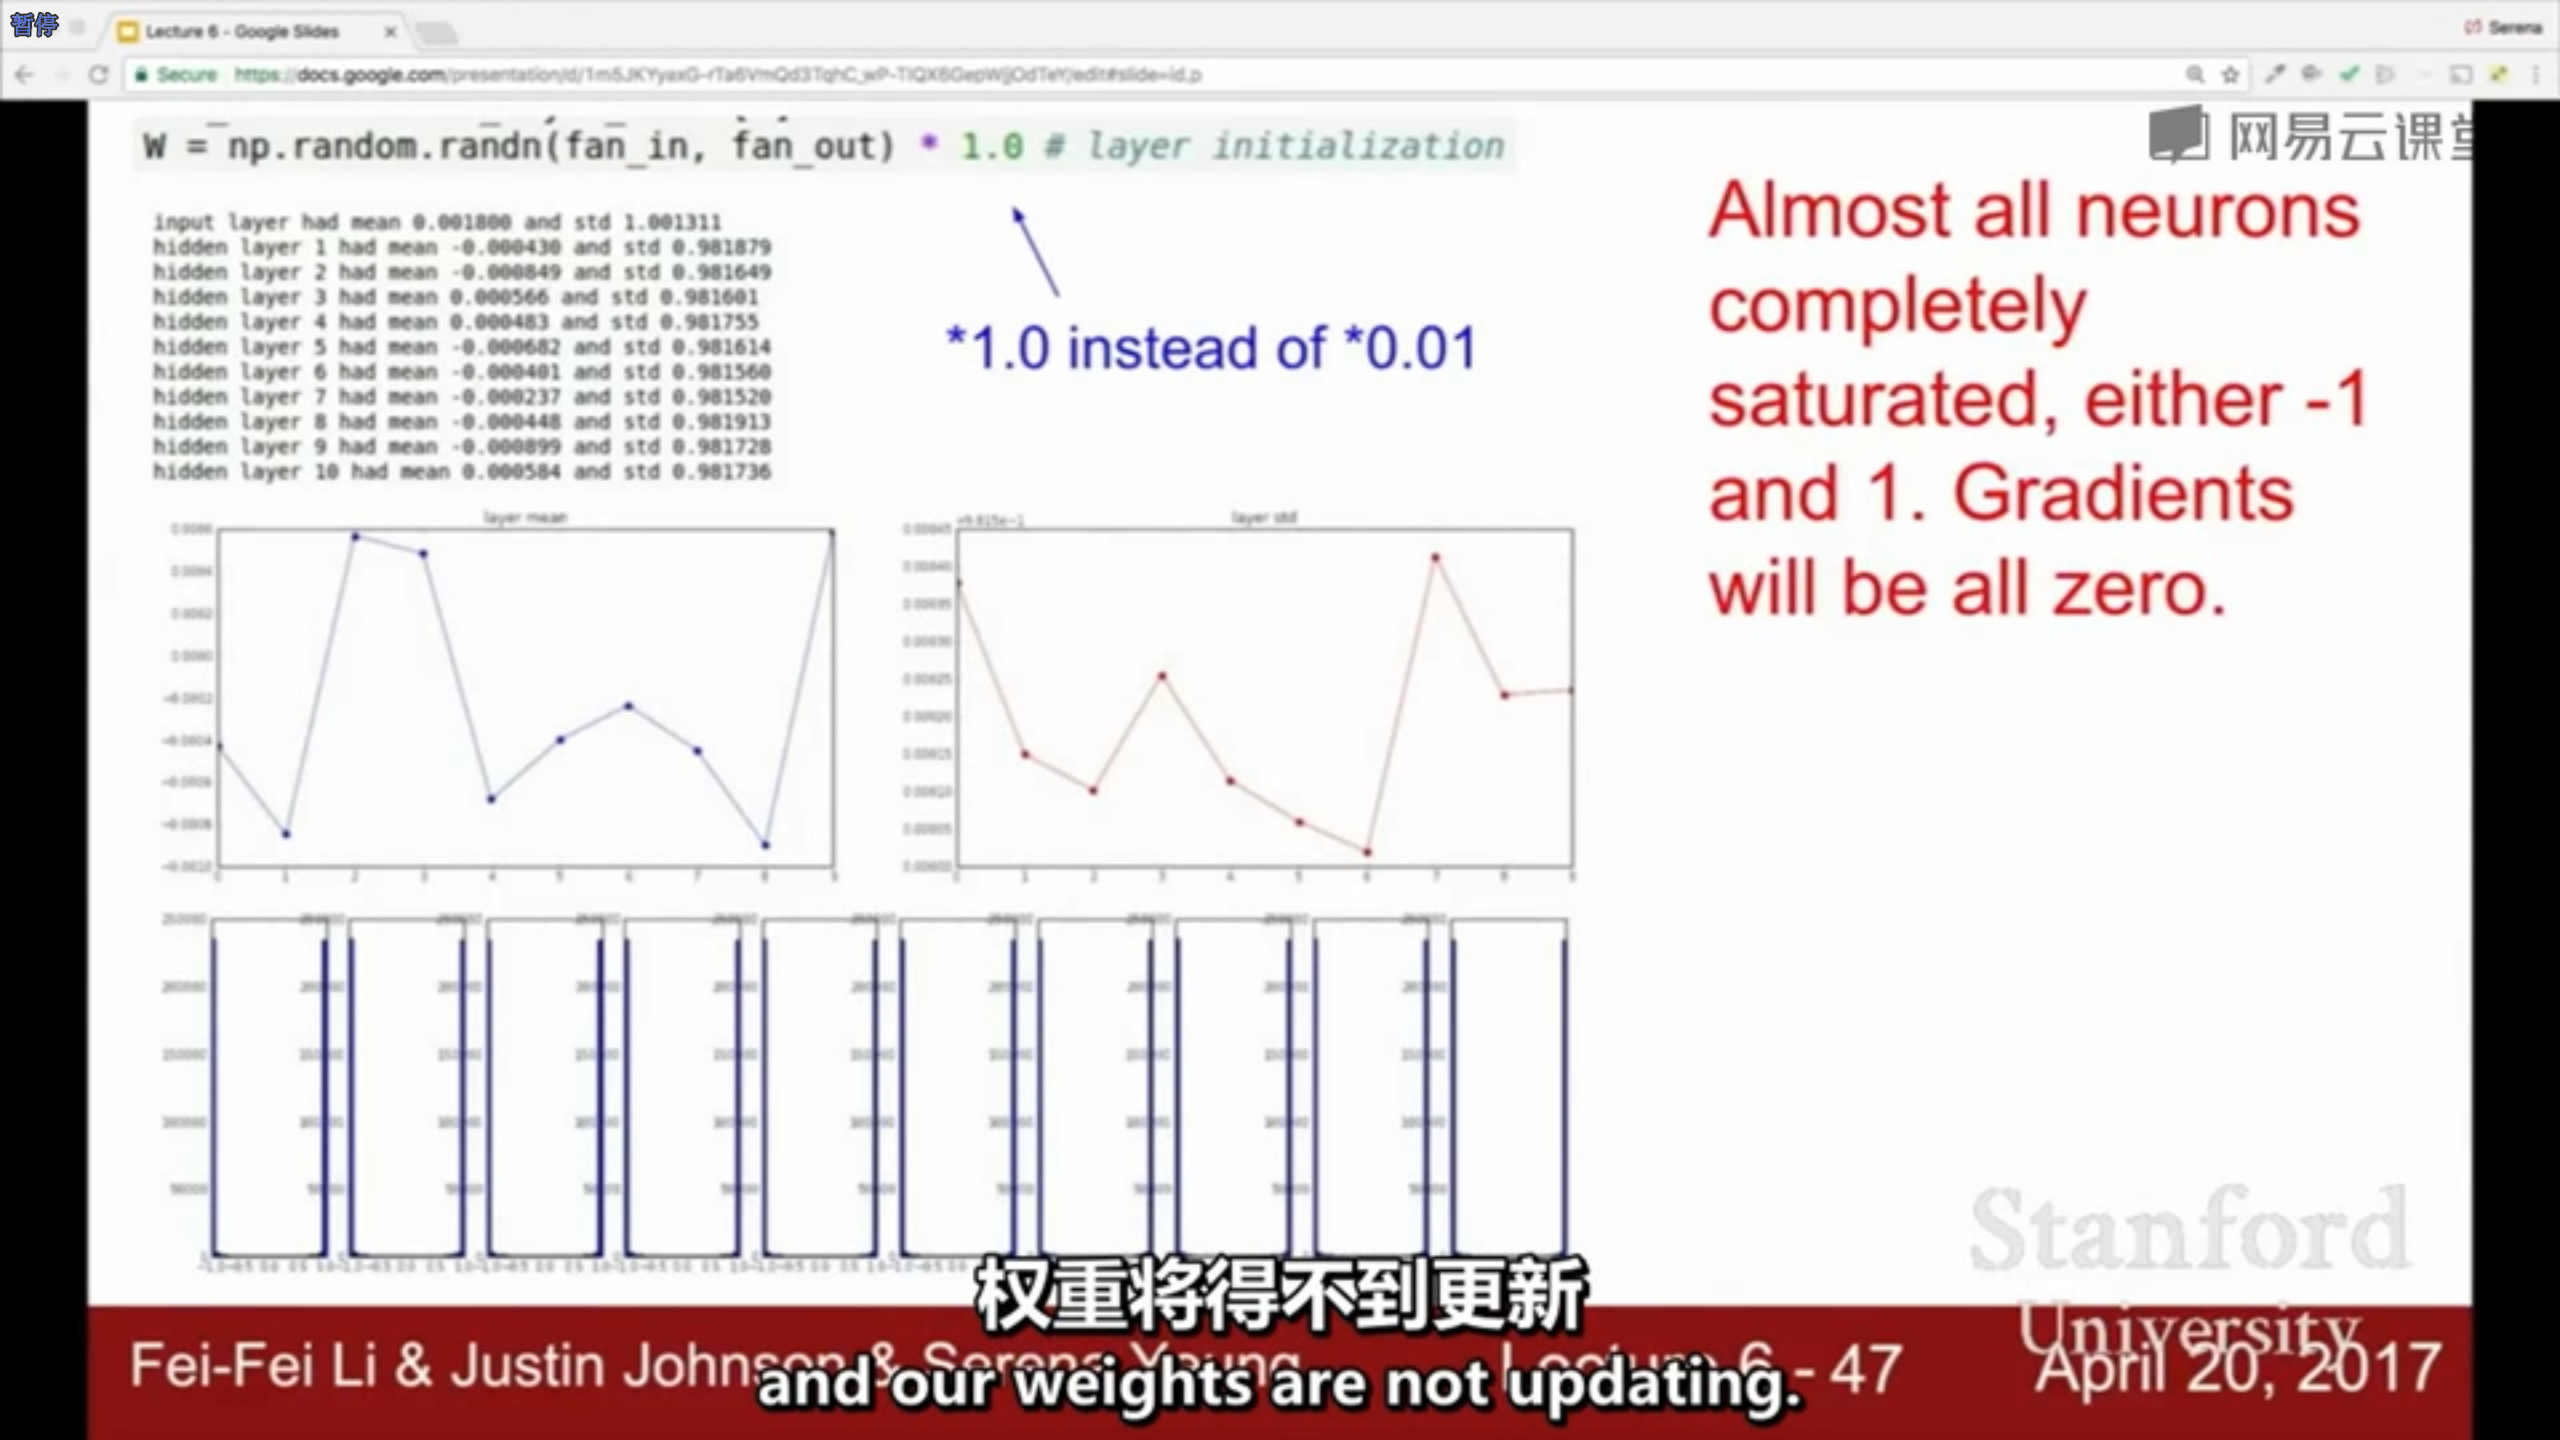 暂停
Lecture 6 - Google Slides
Serena
Secure https://docs.google.com/presentation/d/1m5JKYyaxG-rTa6VmQd3TqhC_wP-TlQX6GepWjjOdTeY/edit#slide=id.p
W = np.random.randn(fan_in, fan_out) * 1.0 # layer initialization
网易云课堂
input layer had mean 0.001800 and std 1.001311
hidden layer 1 had mean -0.000430 and std 0.981879
hidden layer 2 had mean -0.000849 and std 0.981649
hidden layer 3 had mean 0.000566 and std 0.981601
hidden layer 4 had mean 0.000483 and std 0.981755
hidden layer 5 had mean -0.000682 and std 0.981614
hidden layer 6 had mean -0.000401 and std 0.981560
hidden layer 7 had mean -0.000237 and std 0.981520
hidden layer 8 had mean -0.000448 and std 0.981913
hidden layer 9 had mean -0.000899 and std 0.981728
hidden layer 10 had mean 0.000584 and std 0.981736
*1.0 instead of *0.01
Almost all neurons
completely
saturated, either -1
and 1. Gradients
will be all zero.
layer mean
layer std
Stanford
University
权重将得不到更新
and our weights are not updating.
Fei-Fei Li & Justin Johnson & Serena Yeung
Lecture 6 - 47
April 20, 2017